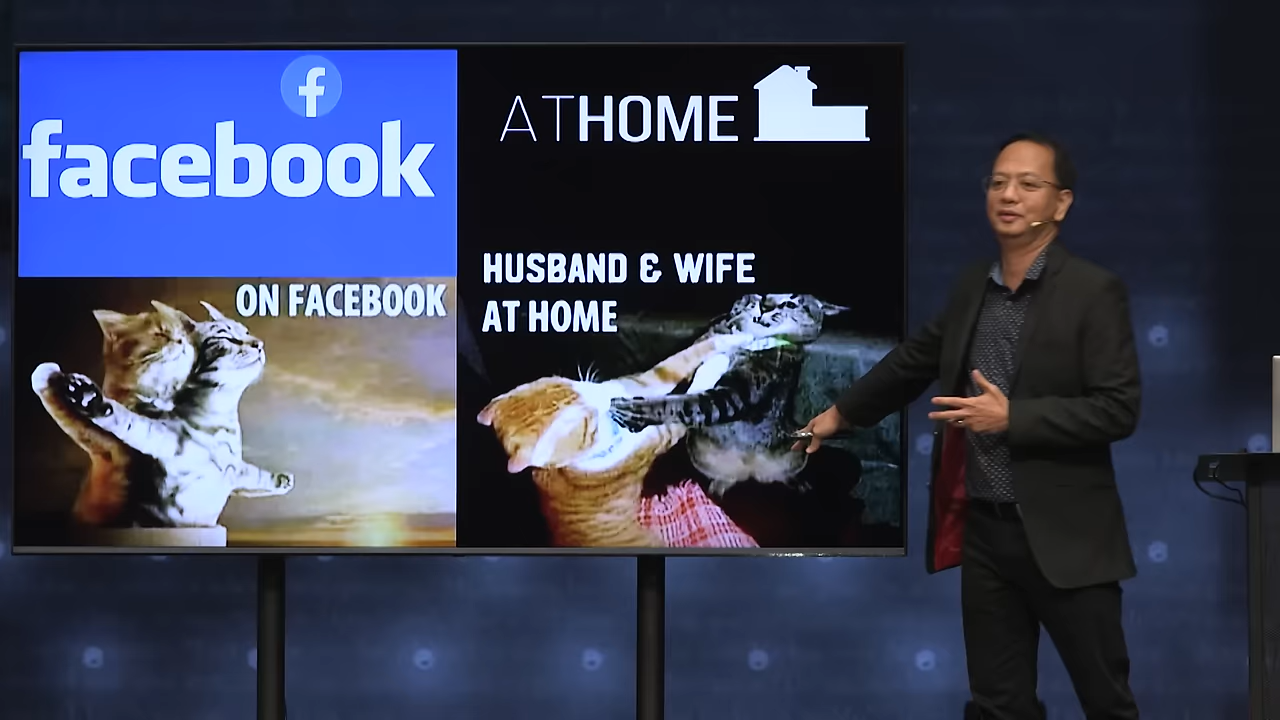 f
facebook
ON FACEBOOK
ATHOME
HUSBAND & WIFE
AT HOME